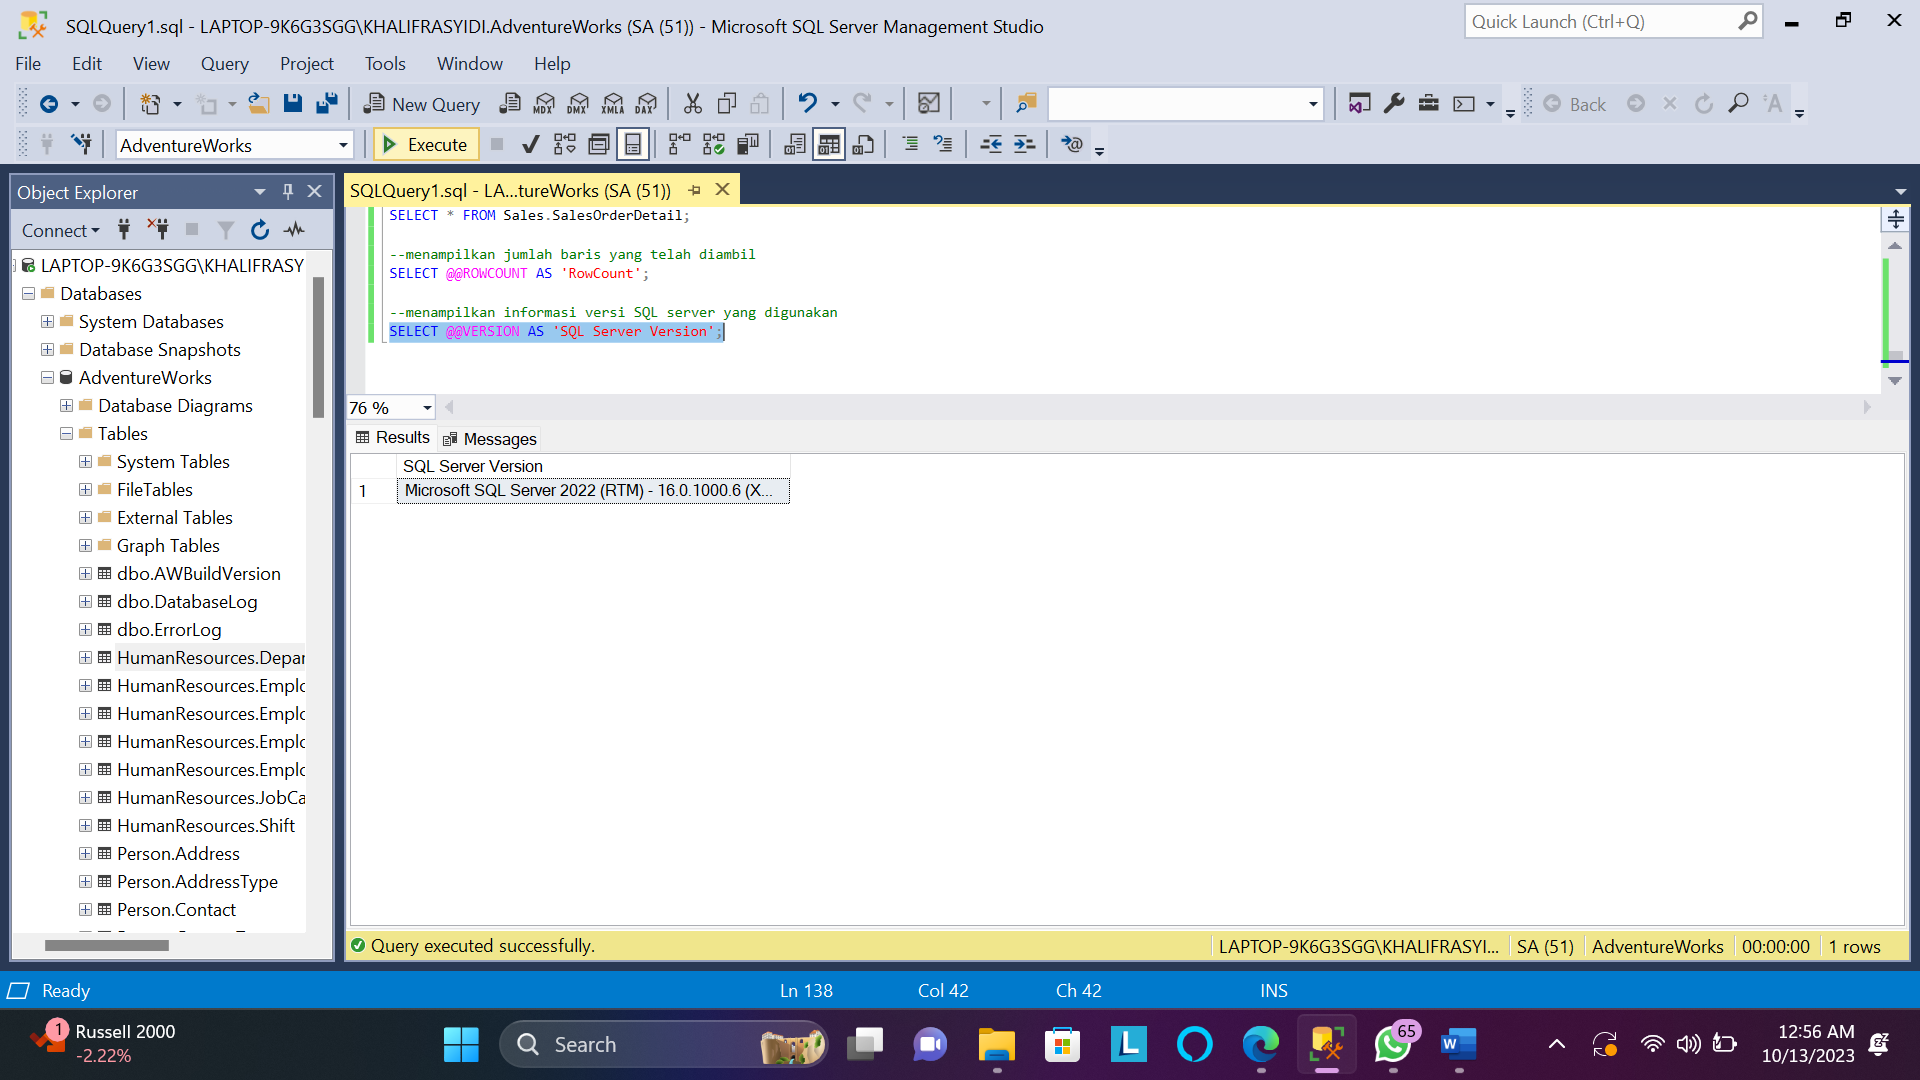 SQLQuery1.sql - LAPTOP-9K6G3SGG\KHALIFRASYIDI.AdventureWorks (SA (51)) - Microsoft SQL Server Management Studio
Quick Launch (Ctrl+Q)
File Edit View Query Project Tools Window Help
New Query MDX DMX XMLA DAX Back
AdventureWorks Execute
Object Explorer
Connect
LAPTOP-9K6G3SGG\KHALIFRASY
Databases
System Databases
Database Snapshots
AdventureWorks
Database Diagrams
Tables
System Tables
FileTables
External Tables
Graph Tables
dbo.AWBuildVersion
dbo.DatabaseLog
dbo.ErrorLog
HumanResources.Depar
HumanResources.Emplo
HumanResources.Emplo
HumanResources.Emplo
HumanResources.Emplo
HumanResources.JobCa
HumanResources.Shift
Person.Address
Person.AddressType
Person.Contact
SQLQuery1.sql - LA...tureWorks (SA (51))
SELECT * FROM Sales.SalesOrderDetail;
--menampilkan jumlah baris yang telah diambil
SELECT @@ROWCOUNT AS 'RowCount';
--menampilkan informasi versi SQL server yang digunakan
SELECT @@VERSION AS 'SQL Server Version';
76 %
Results Messages
SQL Server Version
1 Microsoft SQL Server 2022 (RTM) - 16.0.1000.6 (X...
Query executed successfully. LAPTOP-9K6G3SGG\KHALIFRASYI... SA (51) AdventureWorks 00:00:00 1 rows
Ready Ln 138 Col 42 Ch 42 INS
1 Russell 2000
-2.22%
Search
65
12:56 AM
10/13/2023